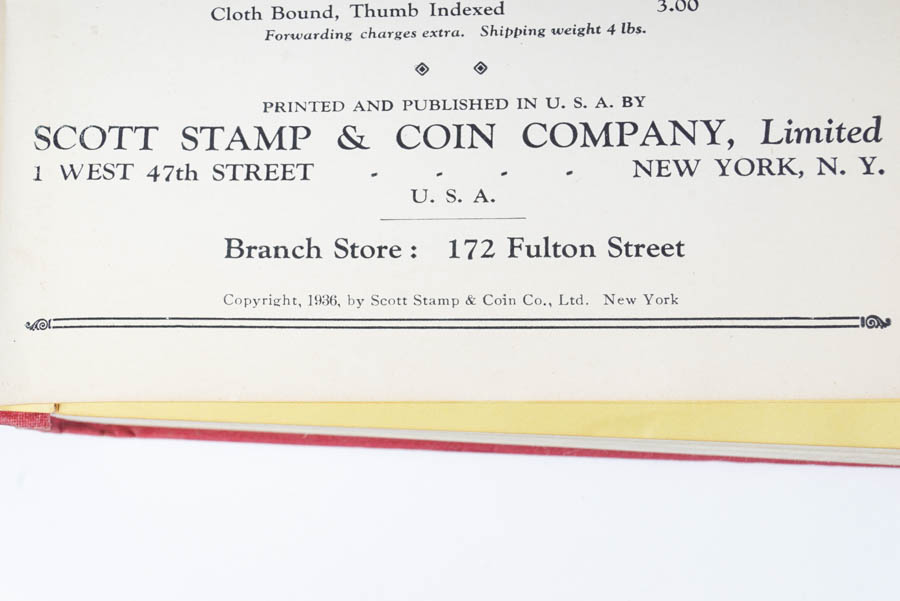 Cloth Bound, Thumb Indexed 3.00
Forwarding charges extra. Shipping weight 4 lbs.
PRINTED AND PUBLISHED IN U. S. A. BY
SCOTT STAMP & COIN COMPANY, Limited
1 WEST 47th STREET - - - - NEW YORK, N. Y.
U. S. A.
Branch Store: 172 Fulton Street
Copyright, 1936, by Scott Stamp & Coin Co., Ltd. New York